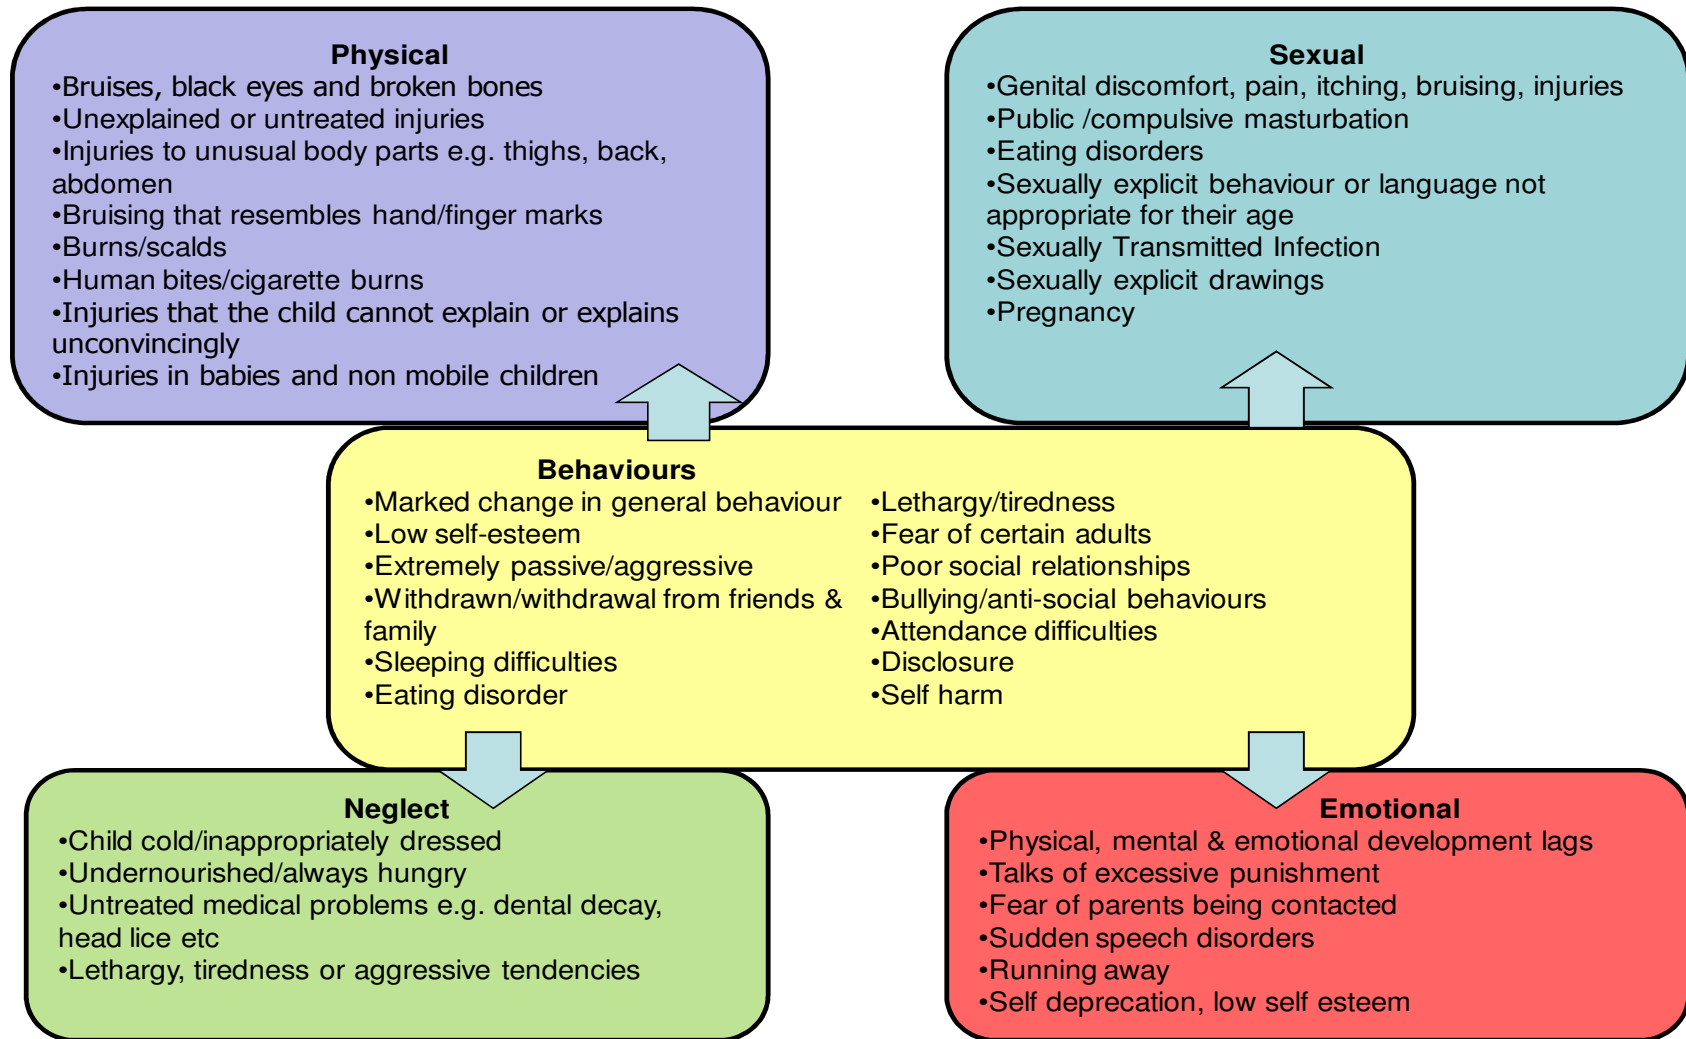 Physical
•Bruises, black eyes and broken bones
•Unexplained or untreated injuries
•Injuries to unusual body parts e.g. thighs, back,
abdomen
•Bruising that resembles hand/finger marks
•Burns/scalds
•Human bites/cigarette burns
•Injuries that the child cannot explain or explains
unconvincingly
•Injuries in babies and non mobile children
Sexual
•Genital discomfort, pain, itching, bruising, injuries
•Public /compulsive masturbation
•Eating disorders
•Sexually explicit behaviour or language not
appropriate for their age
•Sexually Transmitted Infection
•Sexually explicit drawings
•Pregnancy
Behaviours
•Marked change in general behaviour
•Low self-esteem
•Extremely passive/aggressive
•Withdrawn/withdrawal from friends &
family
•Sleeping difficulties
•Eating disorder
•Lethargy/tiredness
•Fear of certain adults
•Poor social relationships
•Bullying/anti-social behaviours
•Attendance difficulties
•Disclosure
•Self harm
Neglect
•Child cold/inappropriately dressed
•Undernourished/always hungry
•Untreated medical problems e.g. dental decay,
head lice etc
•Lethargy, tiredness or aggressive tendencies
Emotional
•Physical, mental & emotional development lags
•Talks of excessive punishment
•Fear of parents being contacted
•Sudden speech disorders
•Running away
•Self deprecation, low self esteem